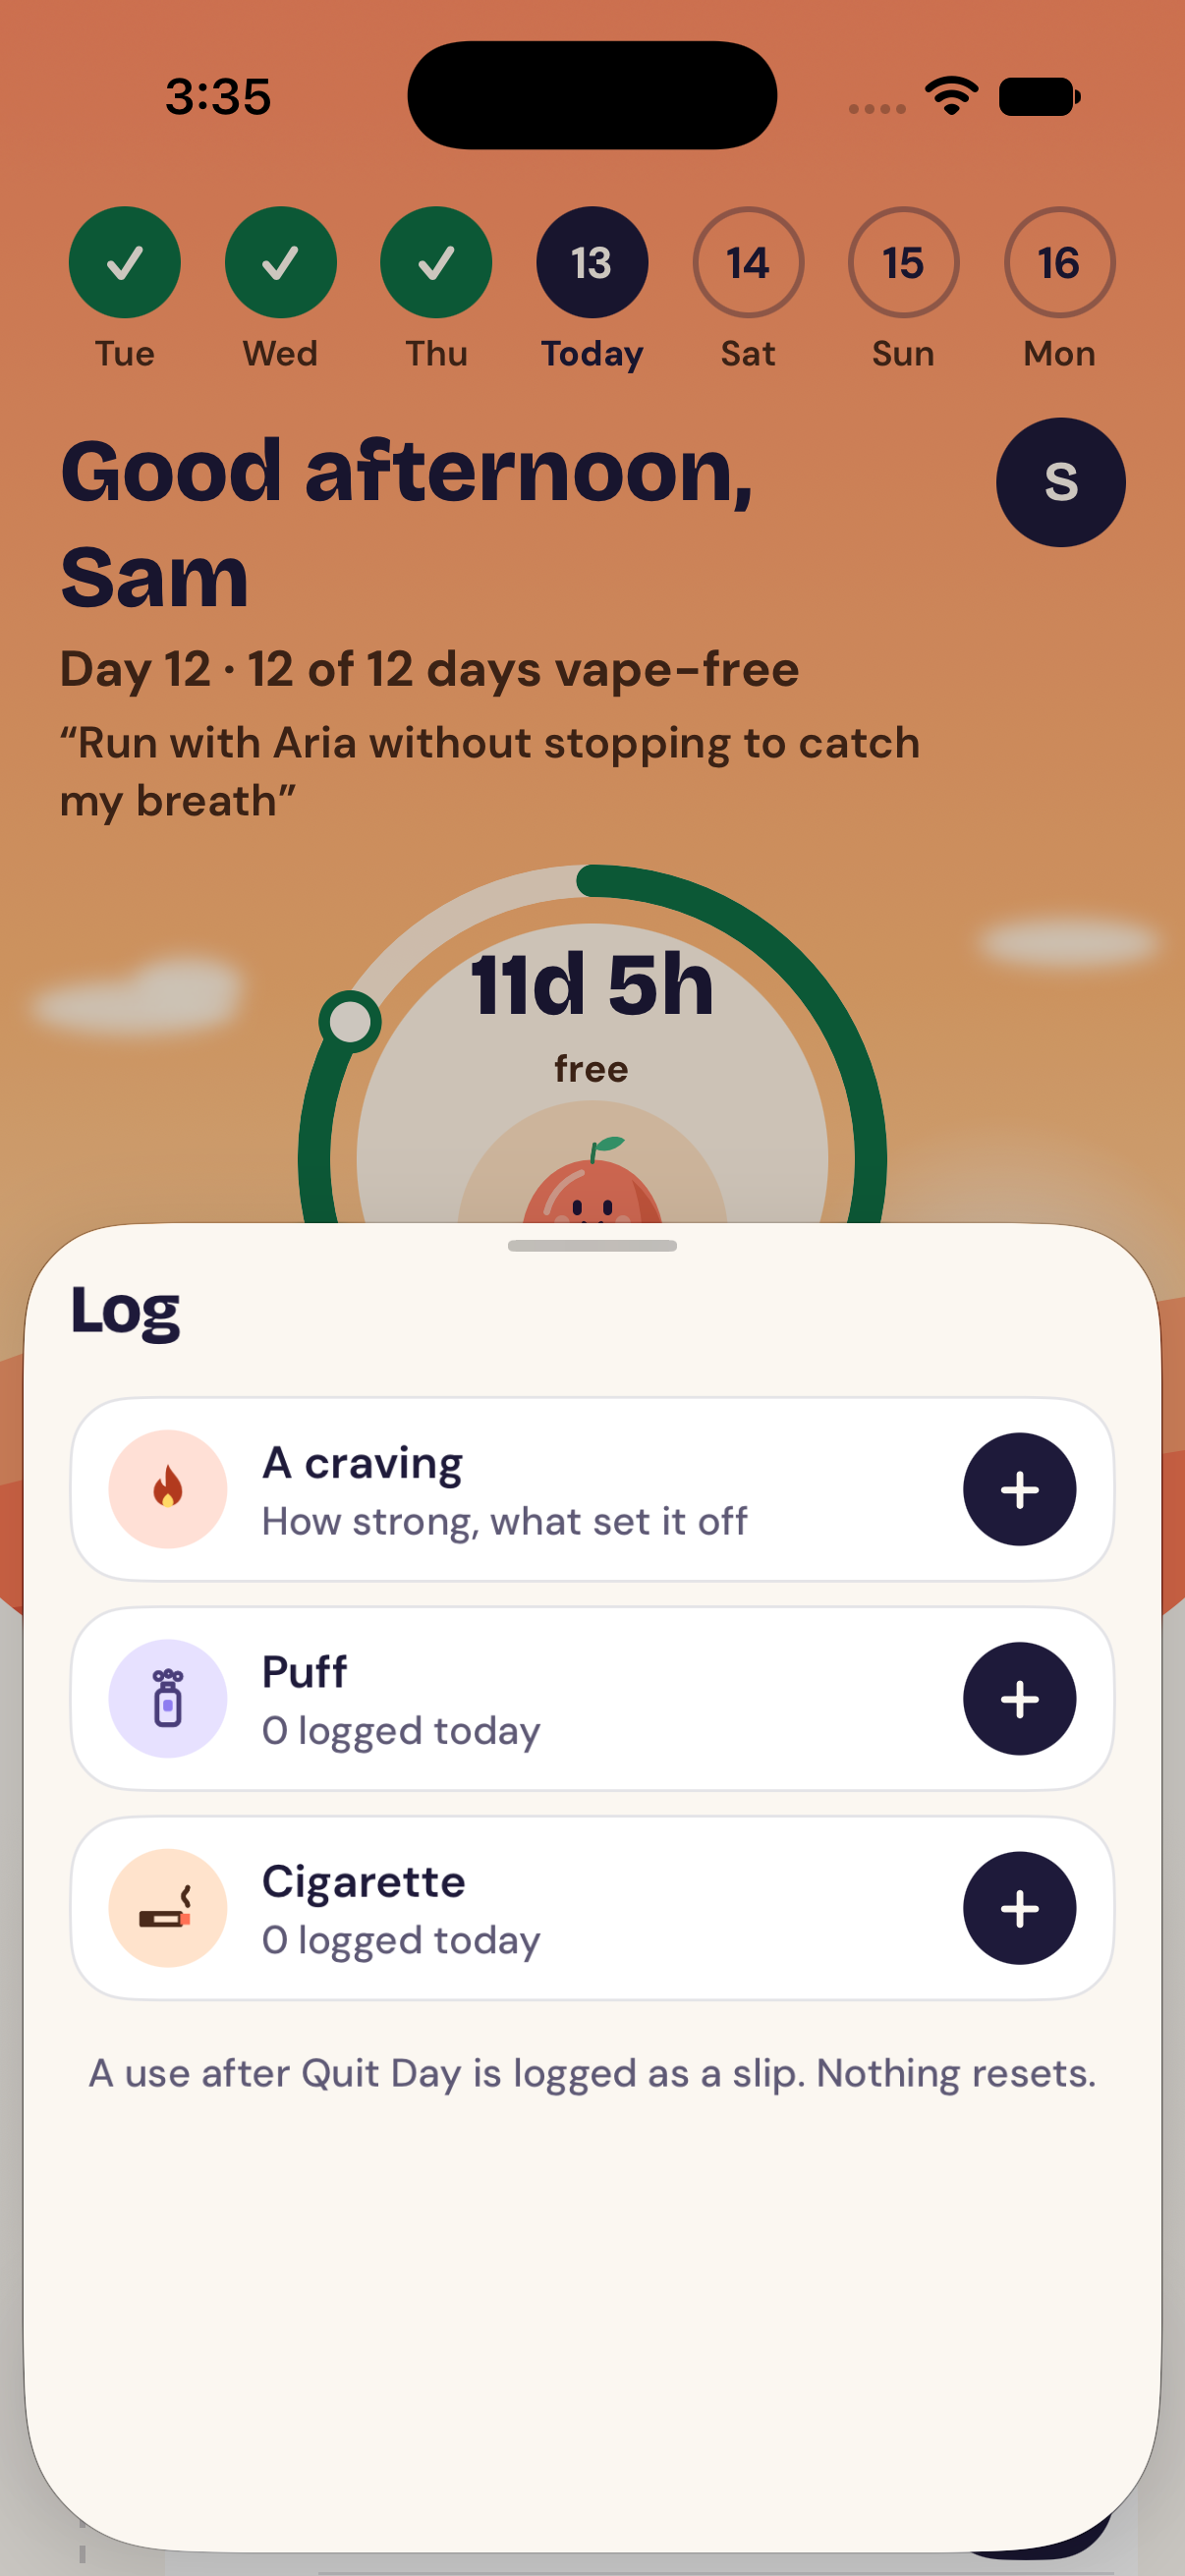 3:35
13
14
15
16
Tue
Wed
Thu
Today
Sat
Sun
Mon
Good afternoon,
Sam
S
Day 12 · 12 of 12 days vape-free
“Run with Aria without stopping to catch
my breath”
11d 5h
free
Log
A craving
How strong, what set it off
Puff
0 logged today
Cigarette
0 logged today
A use after Quit Day is logged as a slip. Nothing resets.